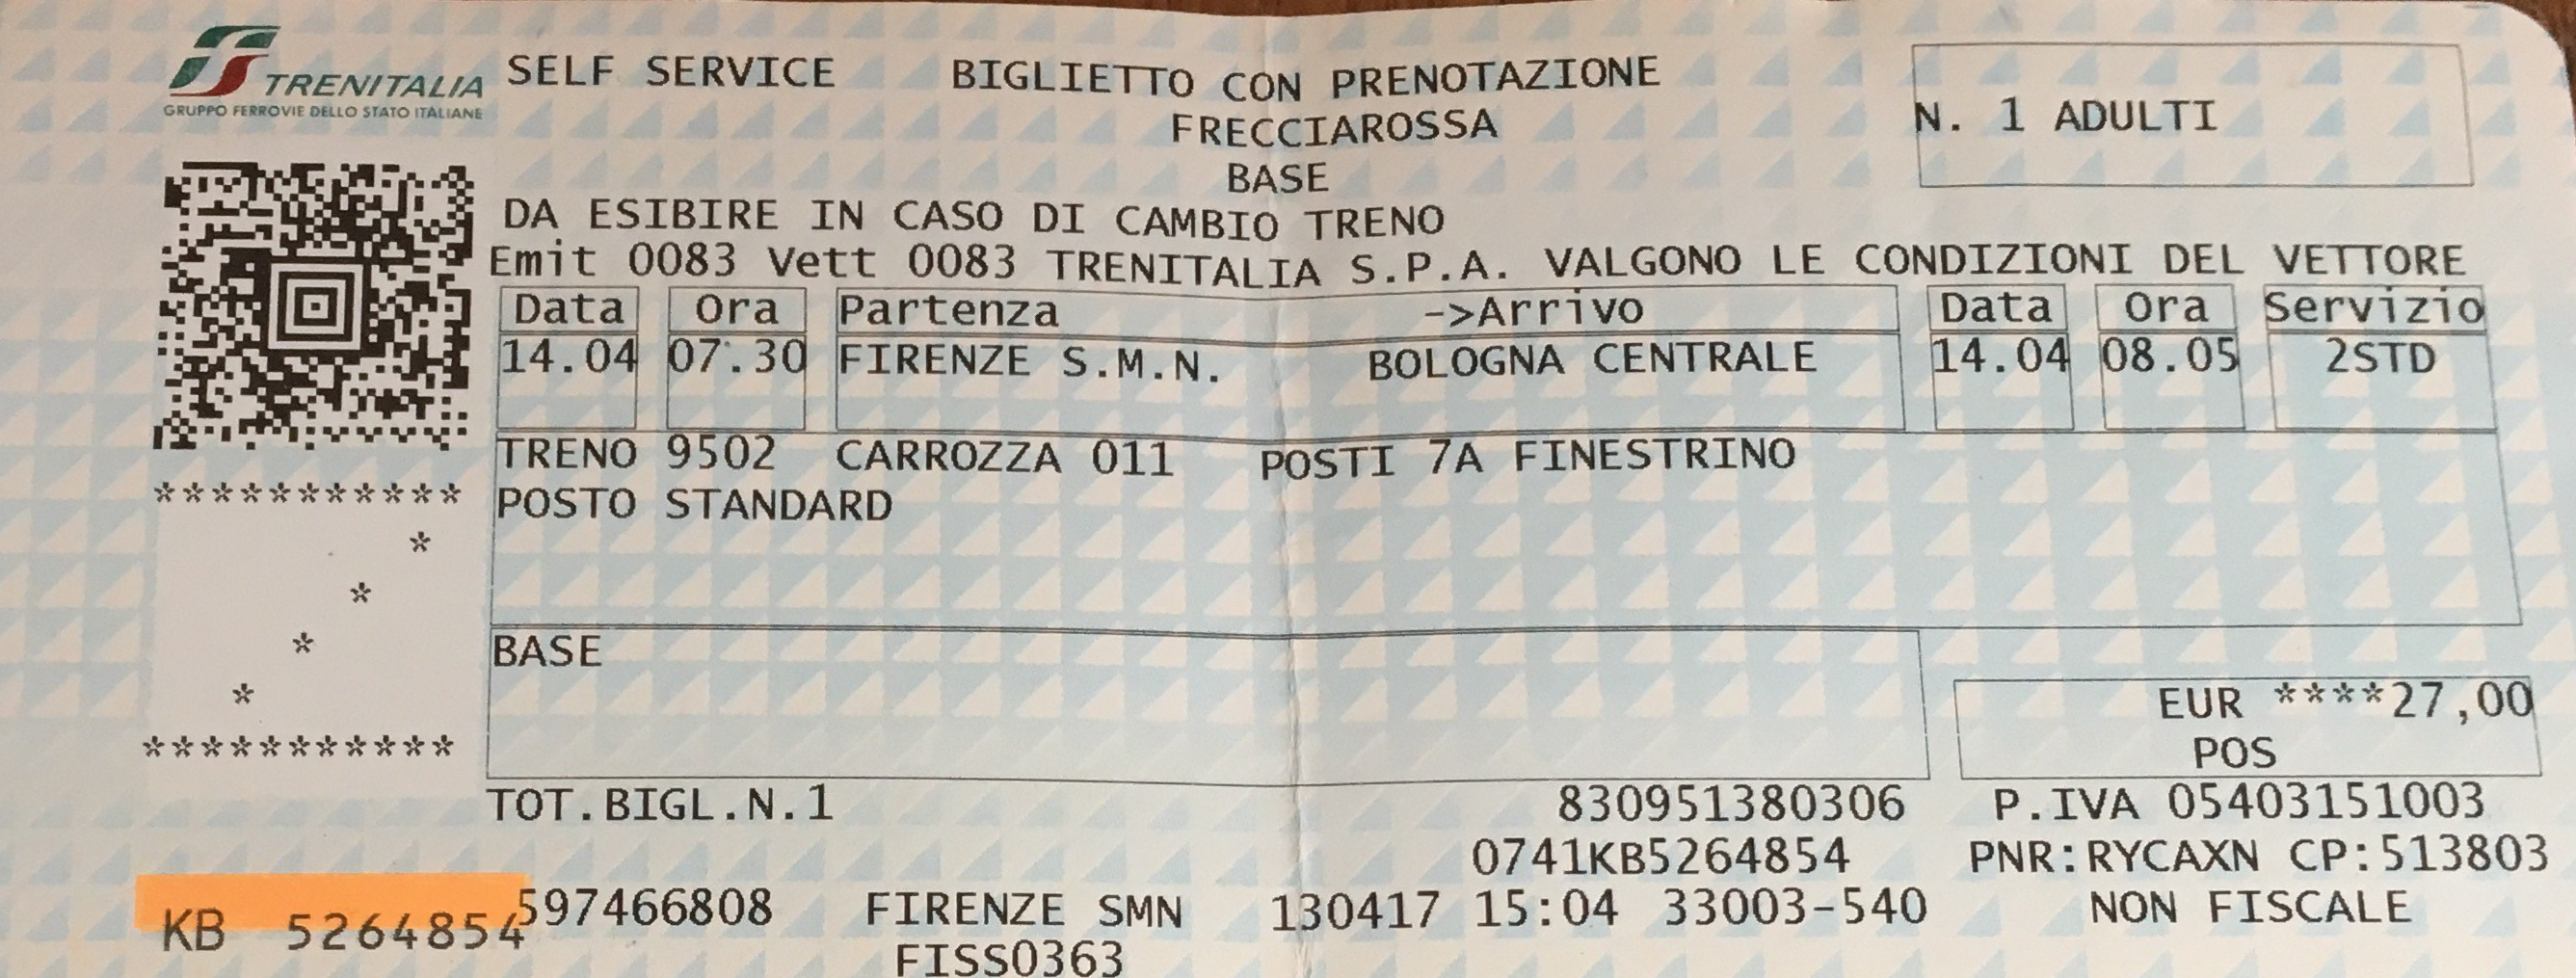 TRENITALIA
GRUPPO FERROVIE DELLO STATO ITALIANE
SELF SERVICE BIGLIETTO CON PRENOTAZIONE
FRECCIAROSSA
BASE
N. 1 ADULTI
DA ESIBIRE IN CASO DI CAMBIO TRENO
Emit 0083 Vett 0083 TRENITALIA S.P.A. VALGONO LE CONDIZIONI DEL VETTORE
Data Ora Partenza ->Arrivo Data Ora Servizio
14.04 07.30 FIRENZE S.M.N. BOLOGNA CENTRALE 14.04 08.05 2STD
TRENO 9502 CARROZZA 011 POSTI 7A FINESTRINO
POSTO STANDARD
***********
*
*
*
*
***********
BASE
EUR ****27,00
POS
TOT.BIGL.N.1 830951380306 P.IVA 05403151003
0741KB5264854 PNR:RYCAXN CP:513803
KB 5264854 597466808 FIRENZE SMN 130417 15:04 33003-540 NON FISCALE
FISS0363